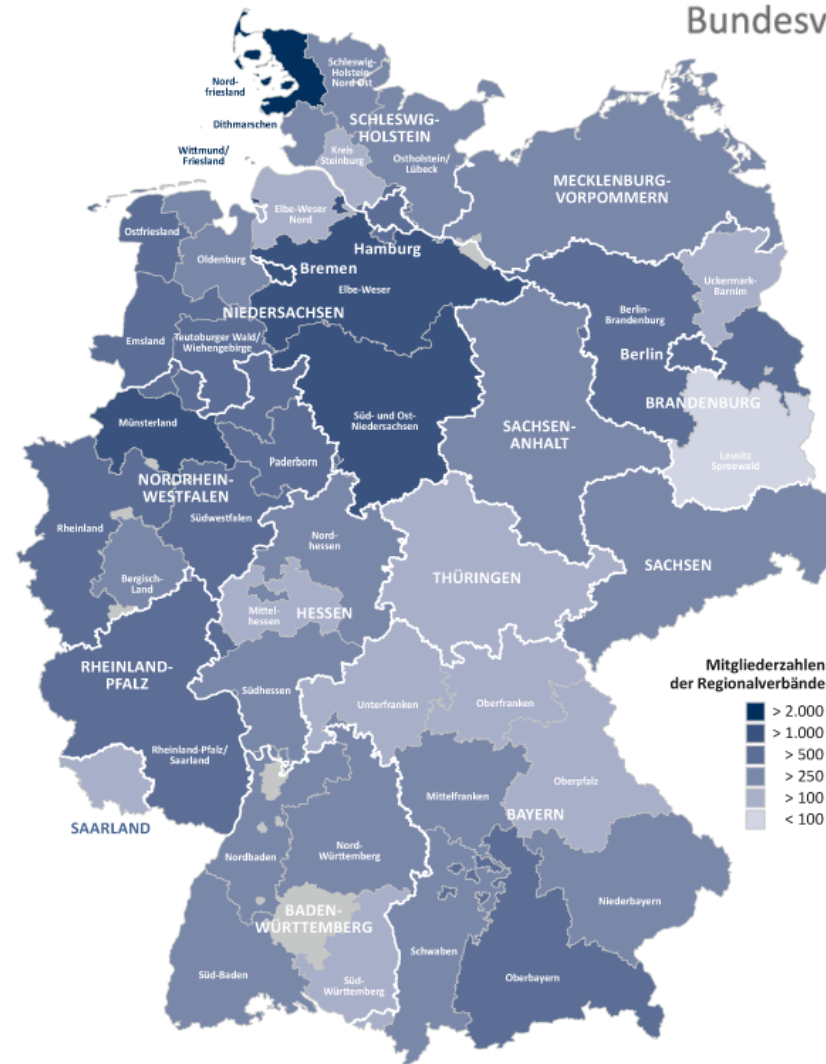 Bundesv
Nord-
friesland
Schleswig-
Holstein
Nord Ost
Dithmarschen
SCHLESWIG-
HOLSTEIN
Wittmund/
Friesland
Kreis
Steinburg
Ostholstein/
Lübeck
MECKLENBURG-
VORPOMMERN
Elbe-Weser
Nord
Ostfriesland
Oldenburg
Hamburg
Bremen
Elbe-Weser
Uckermark-
Barnim
NIEDERSACHSEN
Berlin-
Brandenburg
Emsland
Teutoburger Wald/
Wiehengebirge
Berlin
BRANDENBURG
Münsterland
Süd- und Ost-
Niedersachsen
SACHSEN-
ANHALT
Lausitz
Spreewald
Paderborn
NORDRHEIN-
WESTFALEN
Südwestfalen
Rheinland
Nord-
hessen
SACHSEN
THÜRINGEN
Bergisch-
Land
Mittel-
hessen
HESSEN
RHEINLAND-
PFALZ
Südhessen
Unterfranken
Oberfranken
Mitgliederzahlen
der Regionalverbände
> 2.000
> 1.000
> 500
> 250
> 100
< 100
Rheinland-Pfalz/
Saarland
Oberpfalz
Mittelfranken
BAYERN
SAARLAND
Nord-
Württemberg
Nordbaden
Niederbayern
BADEN-
WÜRTTEMBERG
Schwaben
Süd-Baden
Süd-
Württemberg
Oberbayern